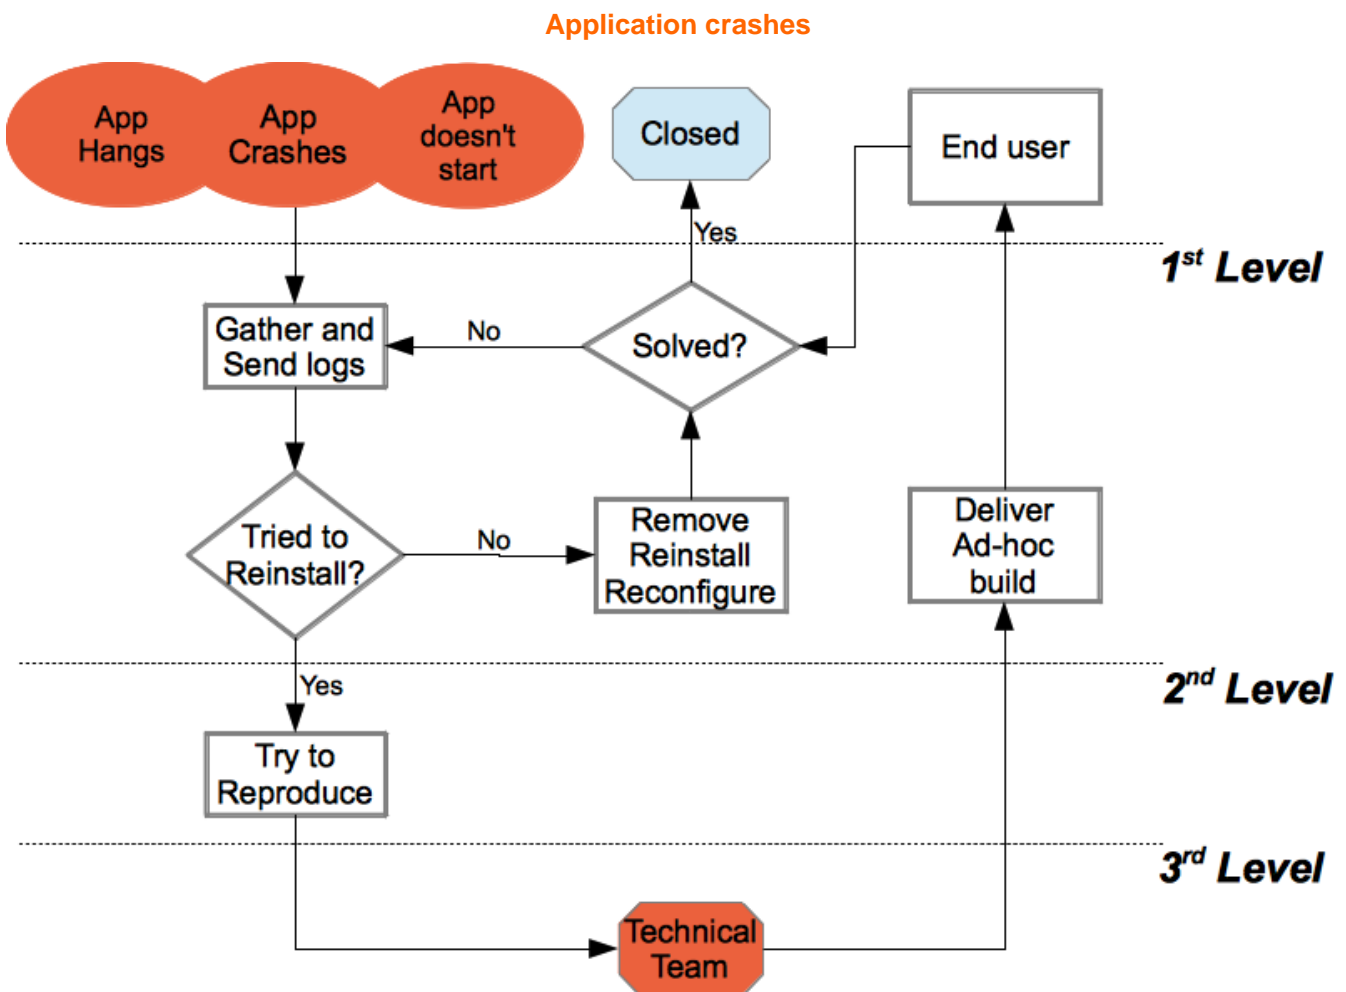 Application crashes
App
Hangs
App
Crashes
App
doesn't
start
Closed
End user
Yes
1st Level
Gather and
Send logs
No
Solved?
Tried to
Reinstall?
No
Remove
Reinstall
Reconfigure
Deliver
Ad-hoc
build
2nd Level
Yes
Try to
Reproduce
3rd Level
Technical
Team